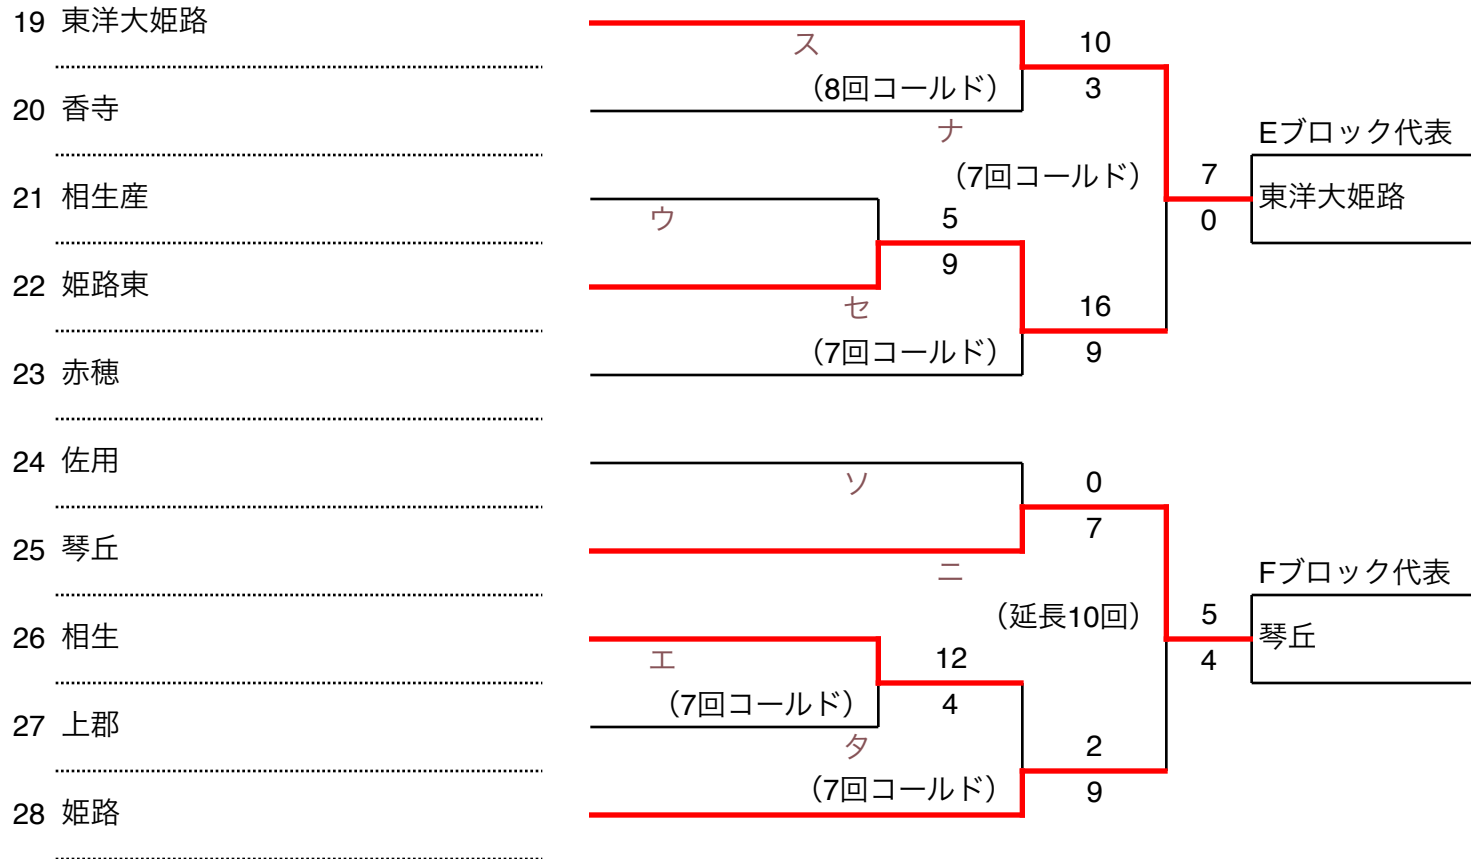 19 東洋大姫路
20 香寺
21 相生産
22 姫路東
23 赤穂
24 佐用
25 琴丘
26 相生
27 上郡
28 姫路
ス
（8回コールド）
10
3
ナ
（7回コールド）
7
0
Eブロック代表
東洋大姫路
ウ
5
9
セ
（7回コールド）
16
9
ソ
0
7
ニ
（延長10回）
5
4
Fブロック代表
琴丘
エ
（7回コールド）
12
4
タ
（7回コールド）
2
9